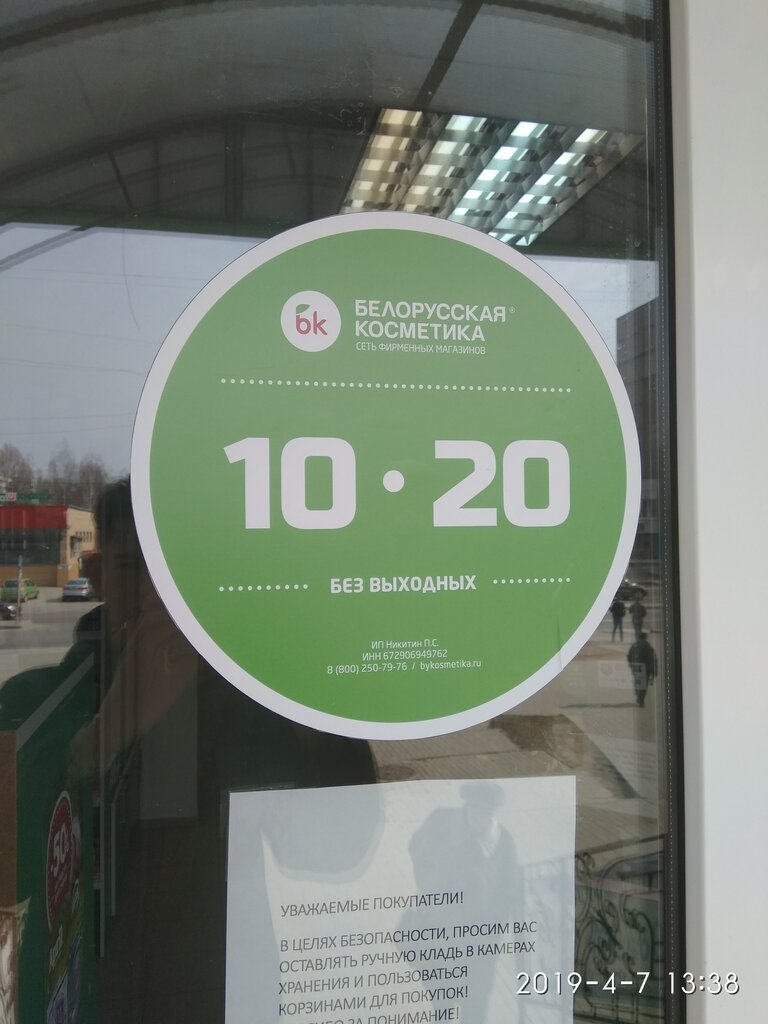 bk
БЕЛОРУССКАЯ®
КОСМЕТИКА
СЕТЬ ФИРМЕННЫХ МАГАЗИНОВ
10 • 20
БЕЗ ВЫХОДНЫХ
ИП Никитин П.С.
ИНН 672906949762
8 (800) 250-79-76 / bykosmetika.ru
50
УВАЖАЕМЫЕ ПОКУПАТЕЛИ!
В ЦЕЛЯХ БЕЗОПАСНОСТИ, ПРОСИМ ВАС
ОСТАВЛЯТЬ РУЧНУЮ КЛАДЬ В КАМЕРАХ
ХРАНЕНИЯ И ПОЛЬЗОВАТЬСЯ
КОРЗИНАМИ ДЛЯ ПОКУПОК!
ЗА ПОНИМАНИЕ!
2019-4-7 13:38